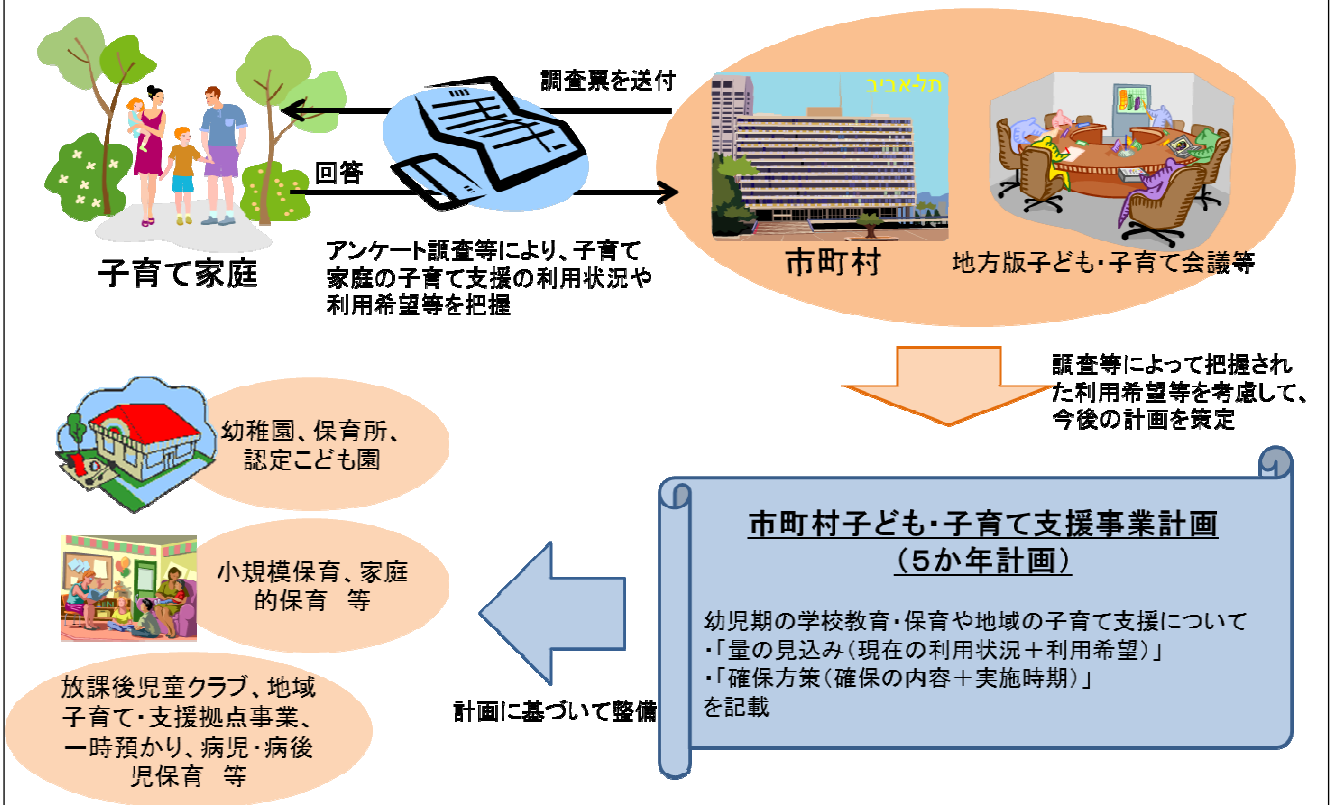 調査票を送付
回答
アンケート調査等により、子育て
家庭の子育て支援の利用状況や
利用希望等を把握
子育て家庭
תל-אביב
市町村
地方版子ども・子育て会議等
調査等によって把握され
た利用希望等を考慮して、
今後の計画を策定
市町村子ども・子育て支援事業計画
（５か年計画）
幼児期の学校教育・保育や地域の子育て支援について
・「量の見込み（現在の利用状況＋利用希望）」
・「確保方策（確保の内容＋実施時期）」
を記載
計画に基づいて整備
幼稚園、保育所、
認定こども園
小規模保育、家庭
的保育　等
放課後児童クラブ、地域
子育て・支援拠点事業、
一時預かり、病児・病後
児保育　等